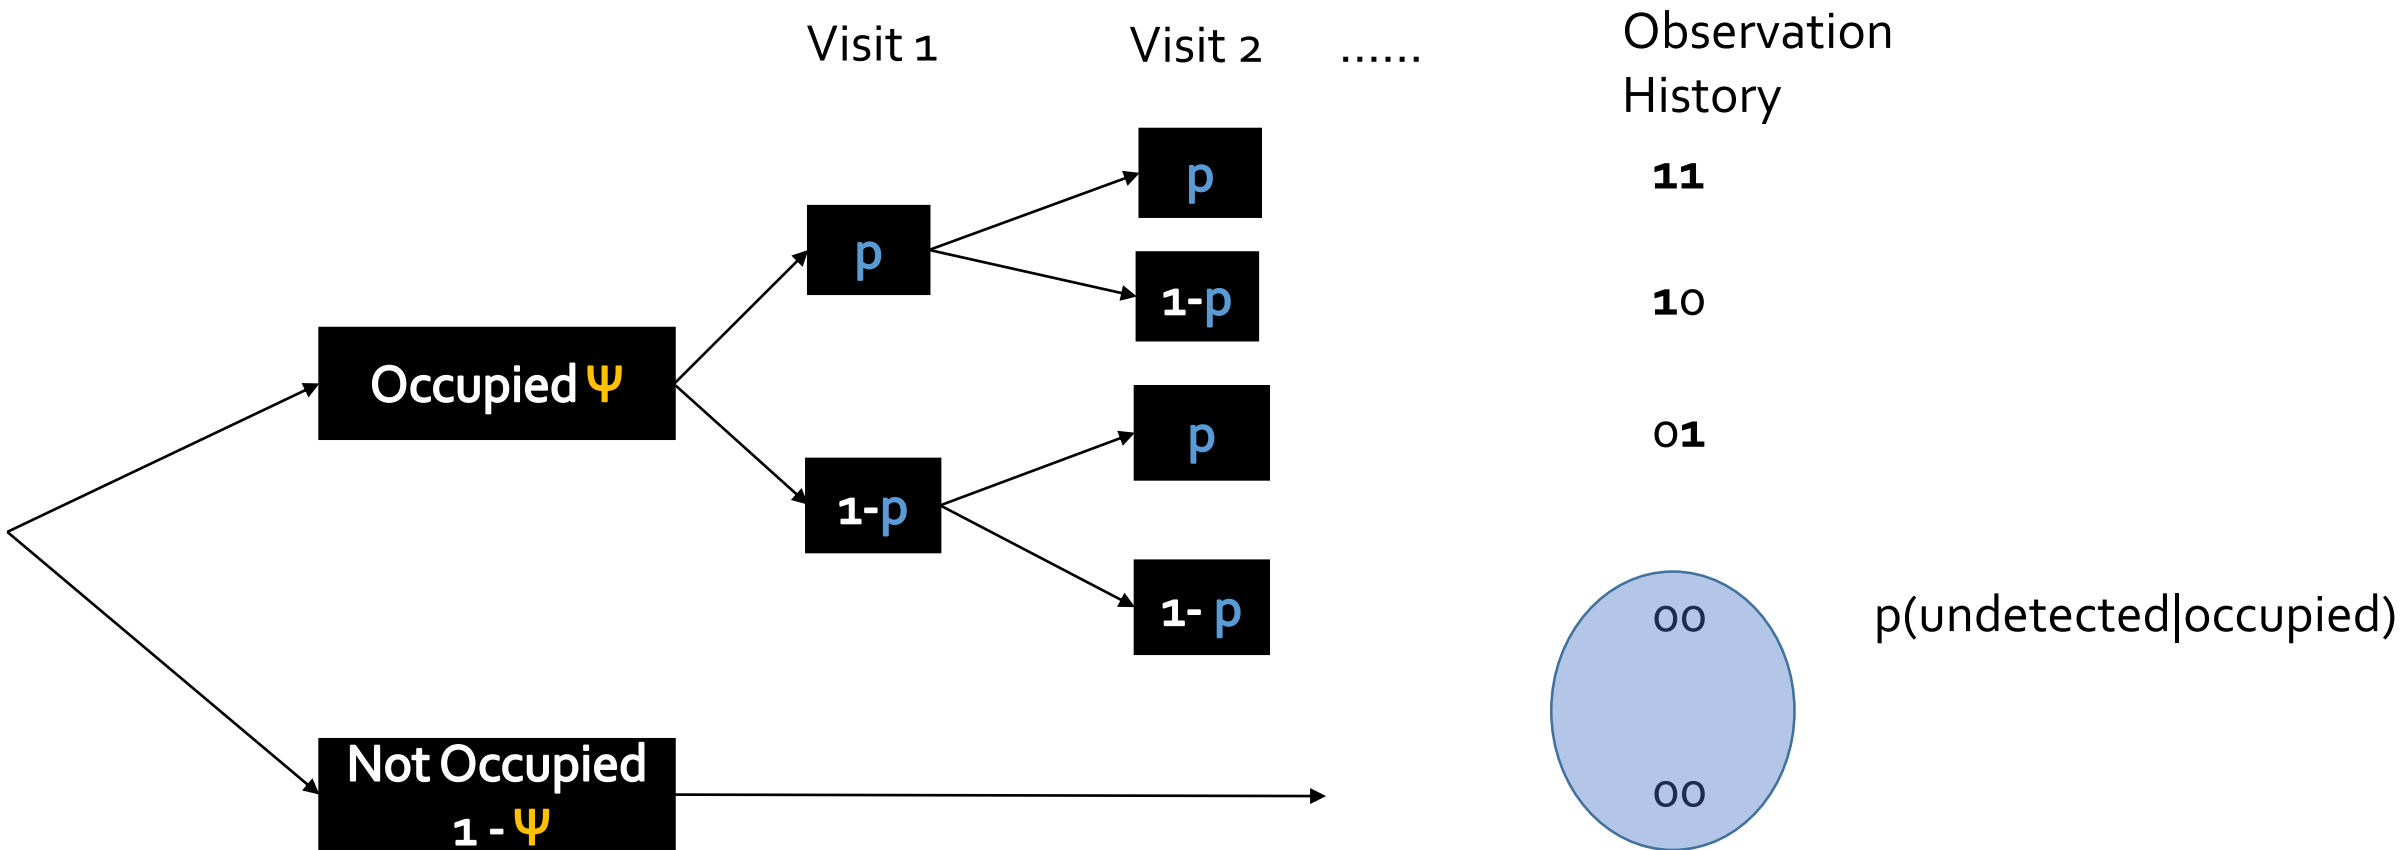 Visit 1
Visit 2
......
Observation
History
p
11
p
1-p
10
Occupied Ψ
p
01
1-p
1- p
00
p(undetected|occupied)
Not Occupied
1 - Ψ
00